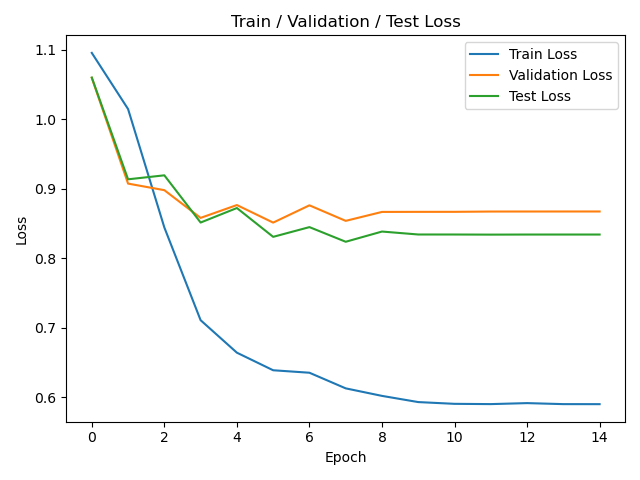 Train / Validation / Test Loss
Train Loss
Validation Loss
Test Loss
Loss
1.1
1.0
0.9
0.8
0.7
0.6
0 2 4 6 8 10 12 14
Epoch